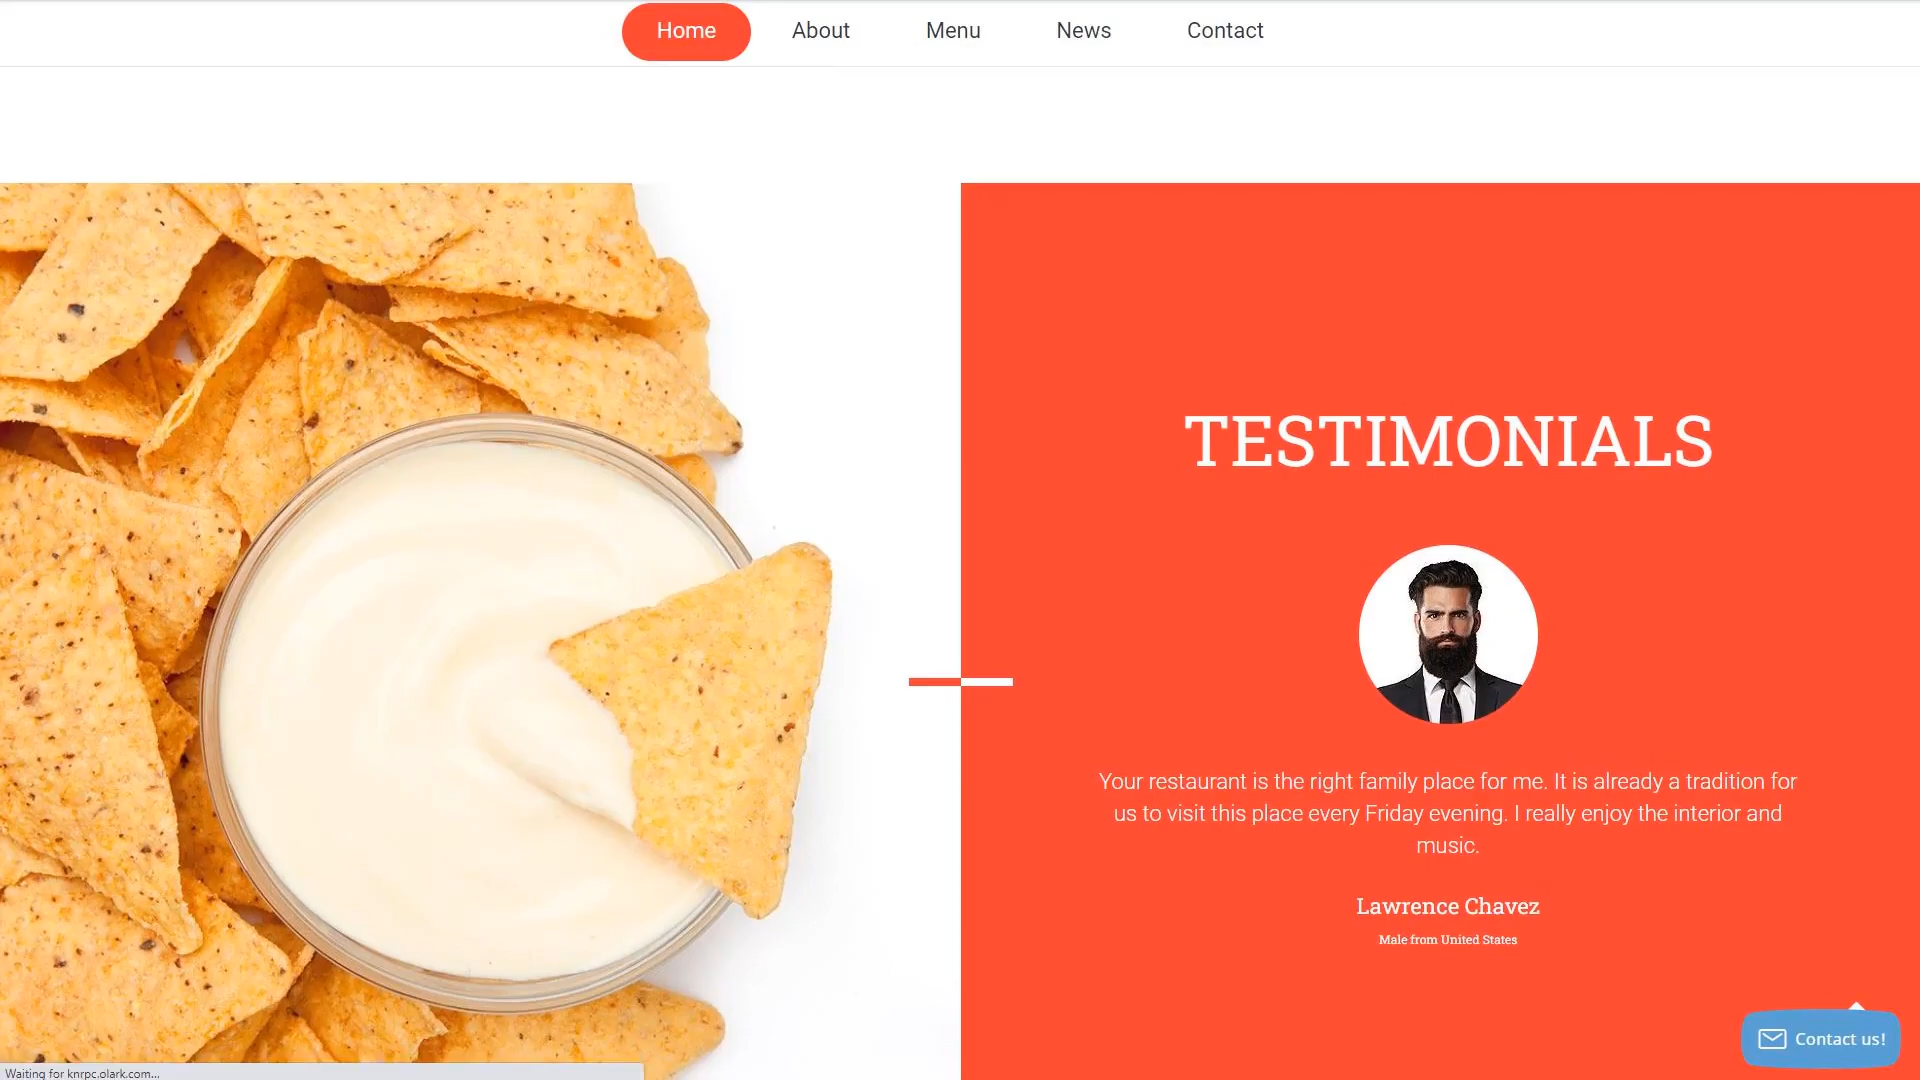 Home About Menu News Contact
TESTIMONIALS
Your restaurant is the right family place for me. It is already a tradition for
us to visit this place every Friday evening. I really enjoy the interior and
music.
Lawrence Chavez
Male from United States
Contact us!
Waiting for knrpc.olark.com...